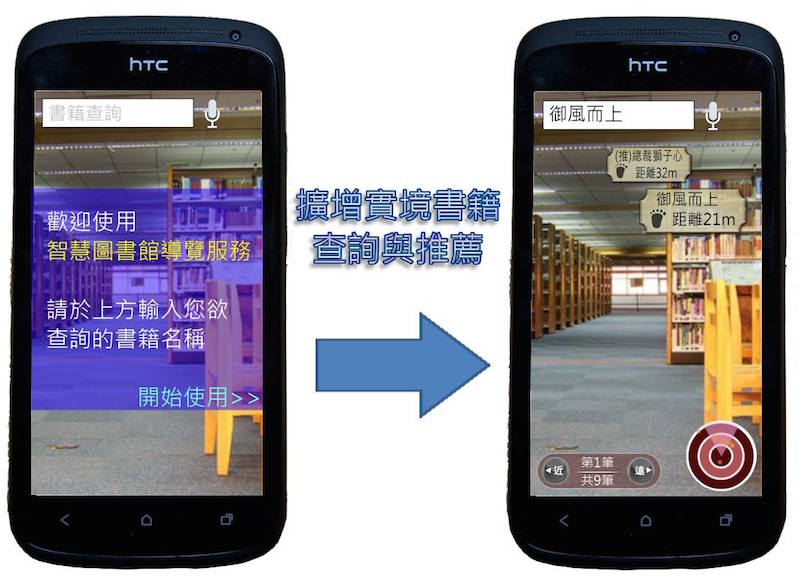 hTC
書籍查詢
歡迎使用
智慧圖書館導覽服務
請於上方輸入您欲
查詢的書籍名稱
開始使用>>
擴增實境書籍
查詢與推薦
hTC
御風而上
(推)總裁獅子心
距離32m
御風而上
距離21m
近
第1筆
共9筆
遠